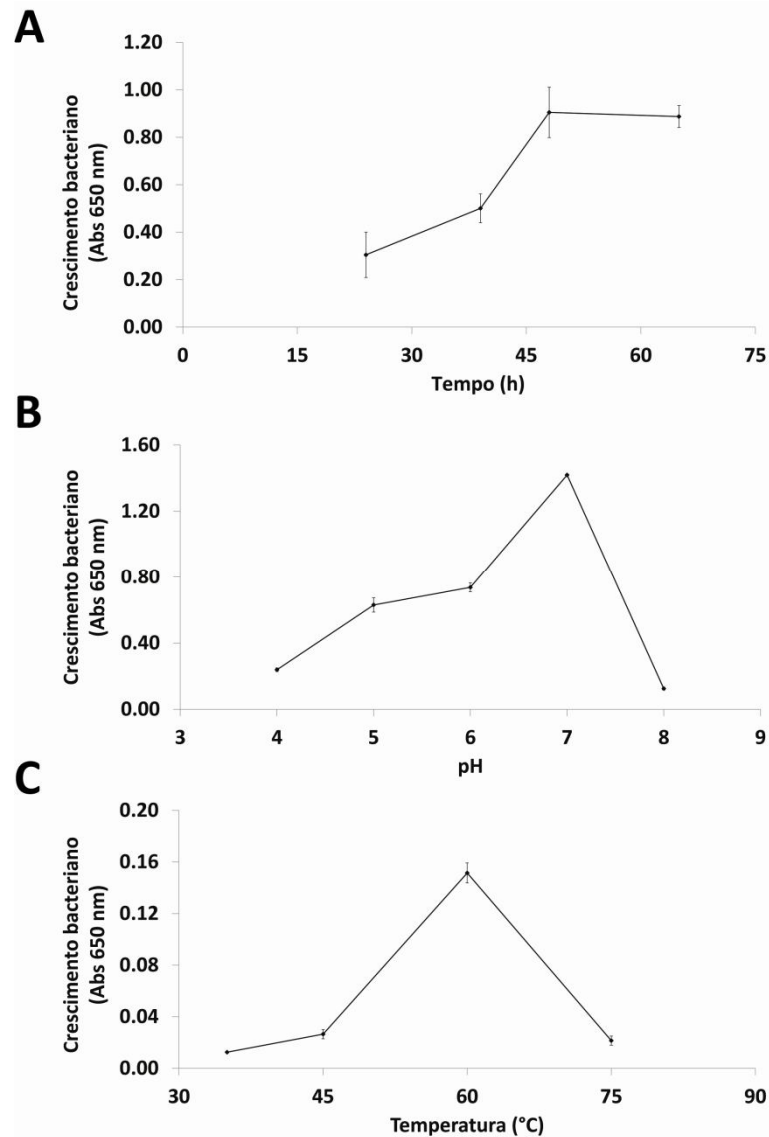 A
Crescimento bacteriano
(Abs 650 nm)
1.20
1.00
0.80
0.60
0.40
0.20
0.00
0 15 30 45 60 75
Tempo (h)
B
Crescimento bacteriano
(Abs 650 nm)
1.60
1.20
0.80
0.40
0.00
3 4 5 6 7 8 9
pH
C
Crescimento bacteriano
(Abs 650 nm)
0.20
0.16
0.12
0.08
0.04
0.00
30 45 60 75 90
Temperatura (°C)